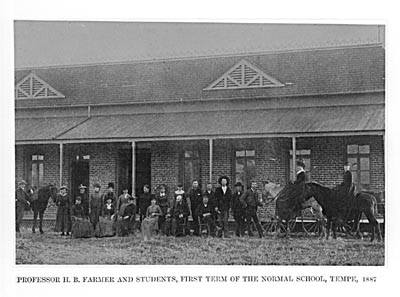 PROFESSOR H. B. FARMER AND STUDENTS, FIRST TERM OF THE NORMAL SCHOOL, TEMPE, 1887